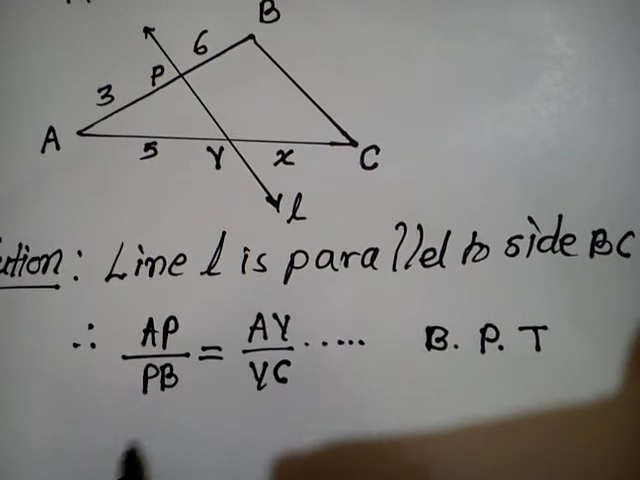 B
6
P
3
A
5 Y x C
l
ution: Line l is parallel to side BC
∴ AP/PB = AY/YC ..... B. P. T